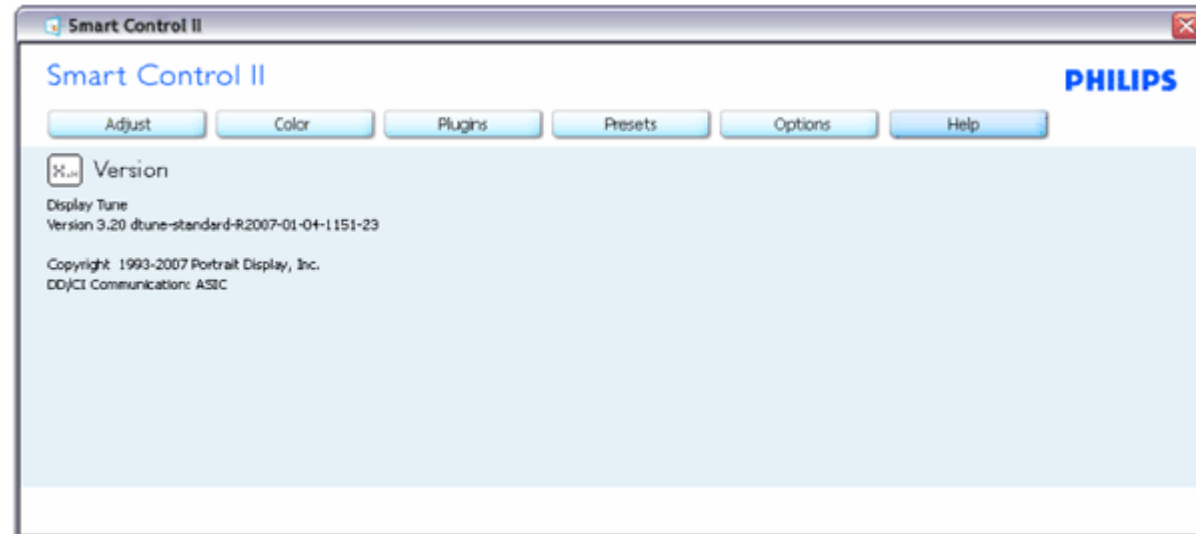 Smart Control II
Smart Control II
PHILIPS
Adjust Color Plugins Presets Options Help
X.xx Version
Display Tune
Version 3.20 dtune-standard-R2007-01-04-1151-23
Copyright 1993-2007 Portrait Display, Inc.
DD/CI Communication: ASIC